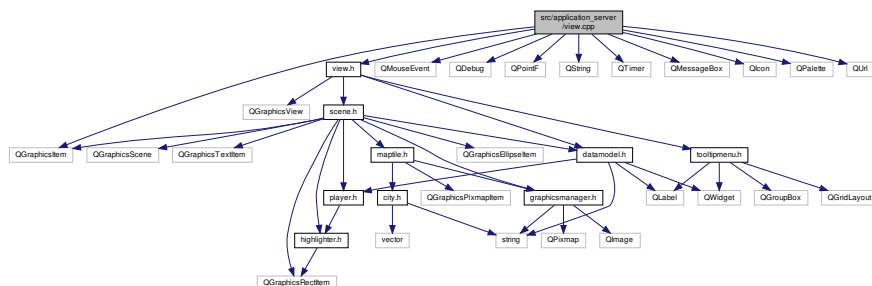 src/application_server
/view.cpp
view.h
QMouseEvent
QDebug
QPointF
QString
QTimer
QMessageBox
QIcon
QPalette
QUrl
QGraphicsView
scene.h
QGraphicsItem
QGraphicsScene
QGraphicsTextItem
maptile.h
QGraphicsEllipseItem
datamodel.h
tooltipmenu.h
player.h
city.h
QGraphicsPixmapItem
graphicsmanager.h
QLabel
QWidget
QGroupBox
QGridLayout
highlighter.h
vector
string
QPixmap
QImage
QGraphicsRectItem